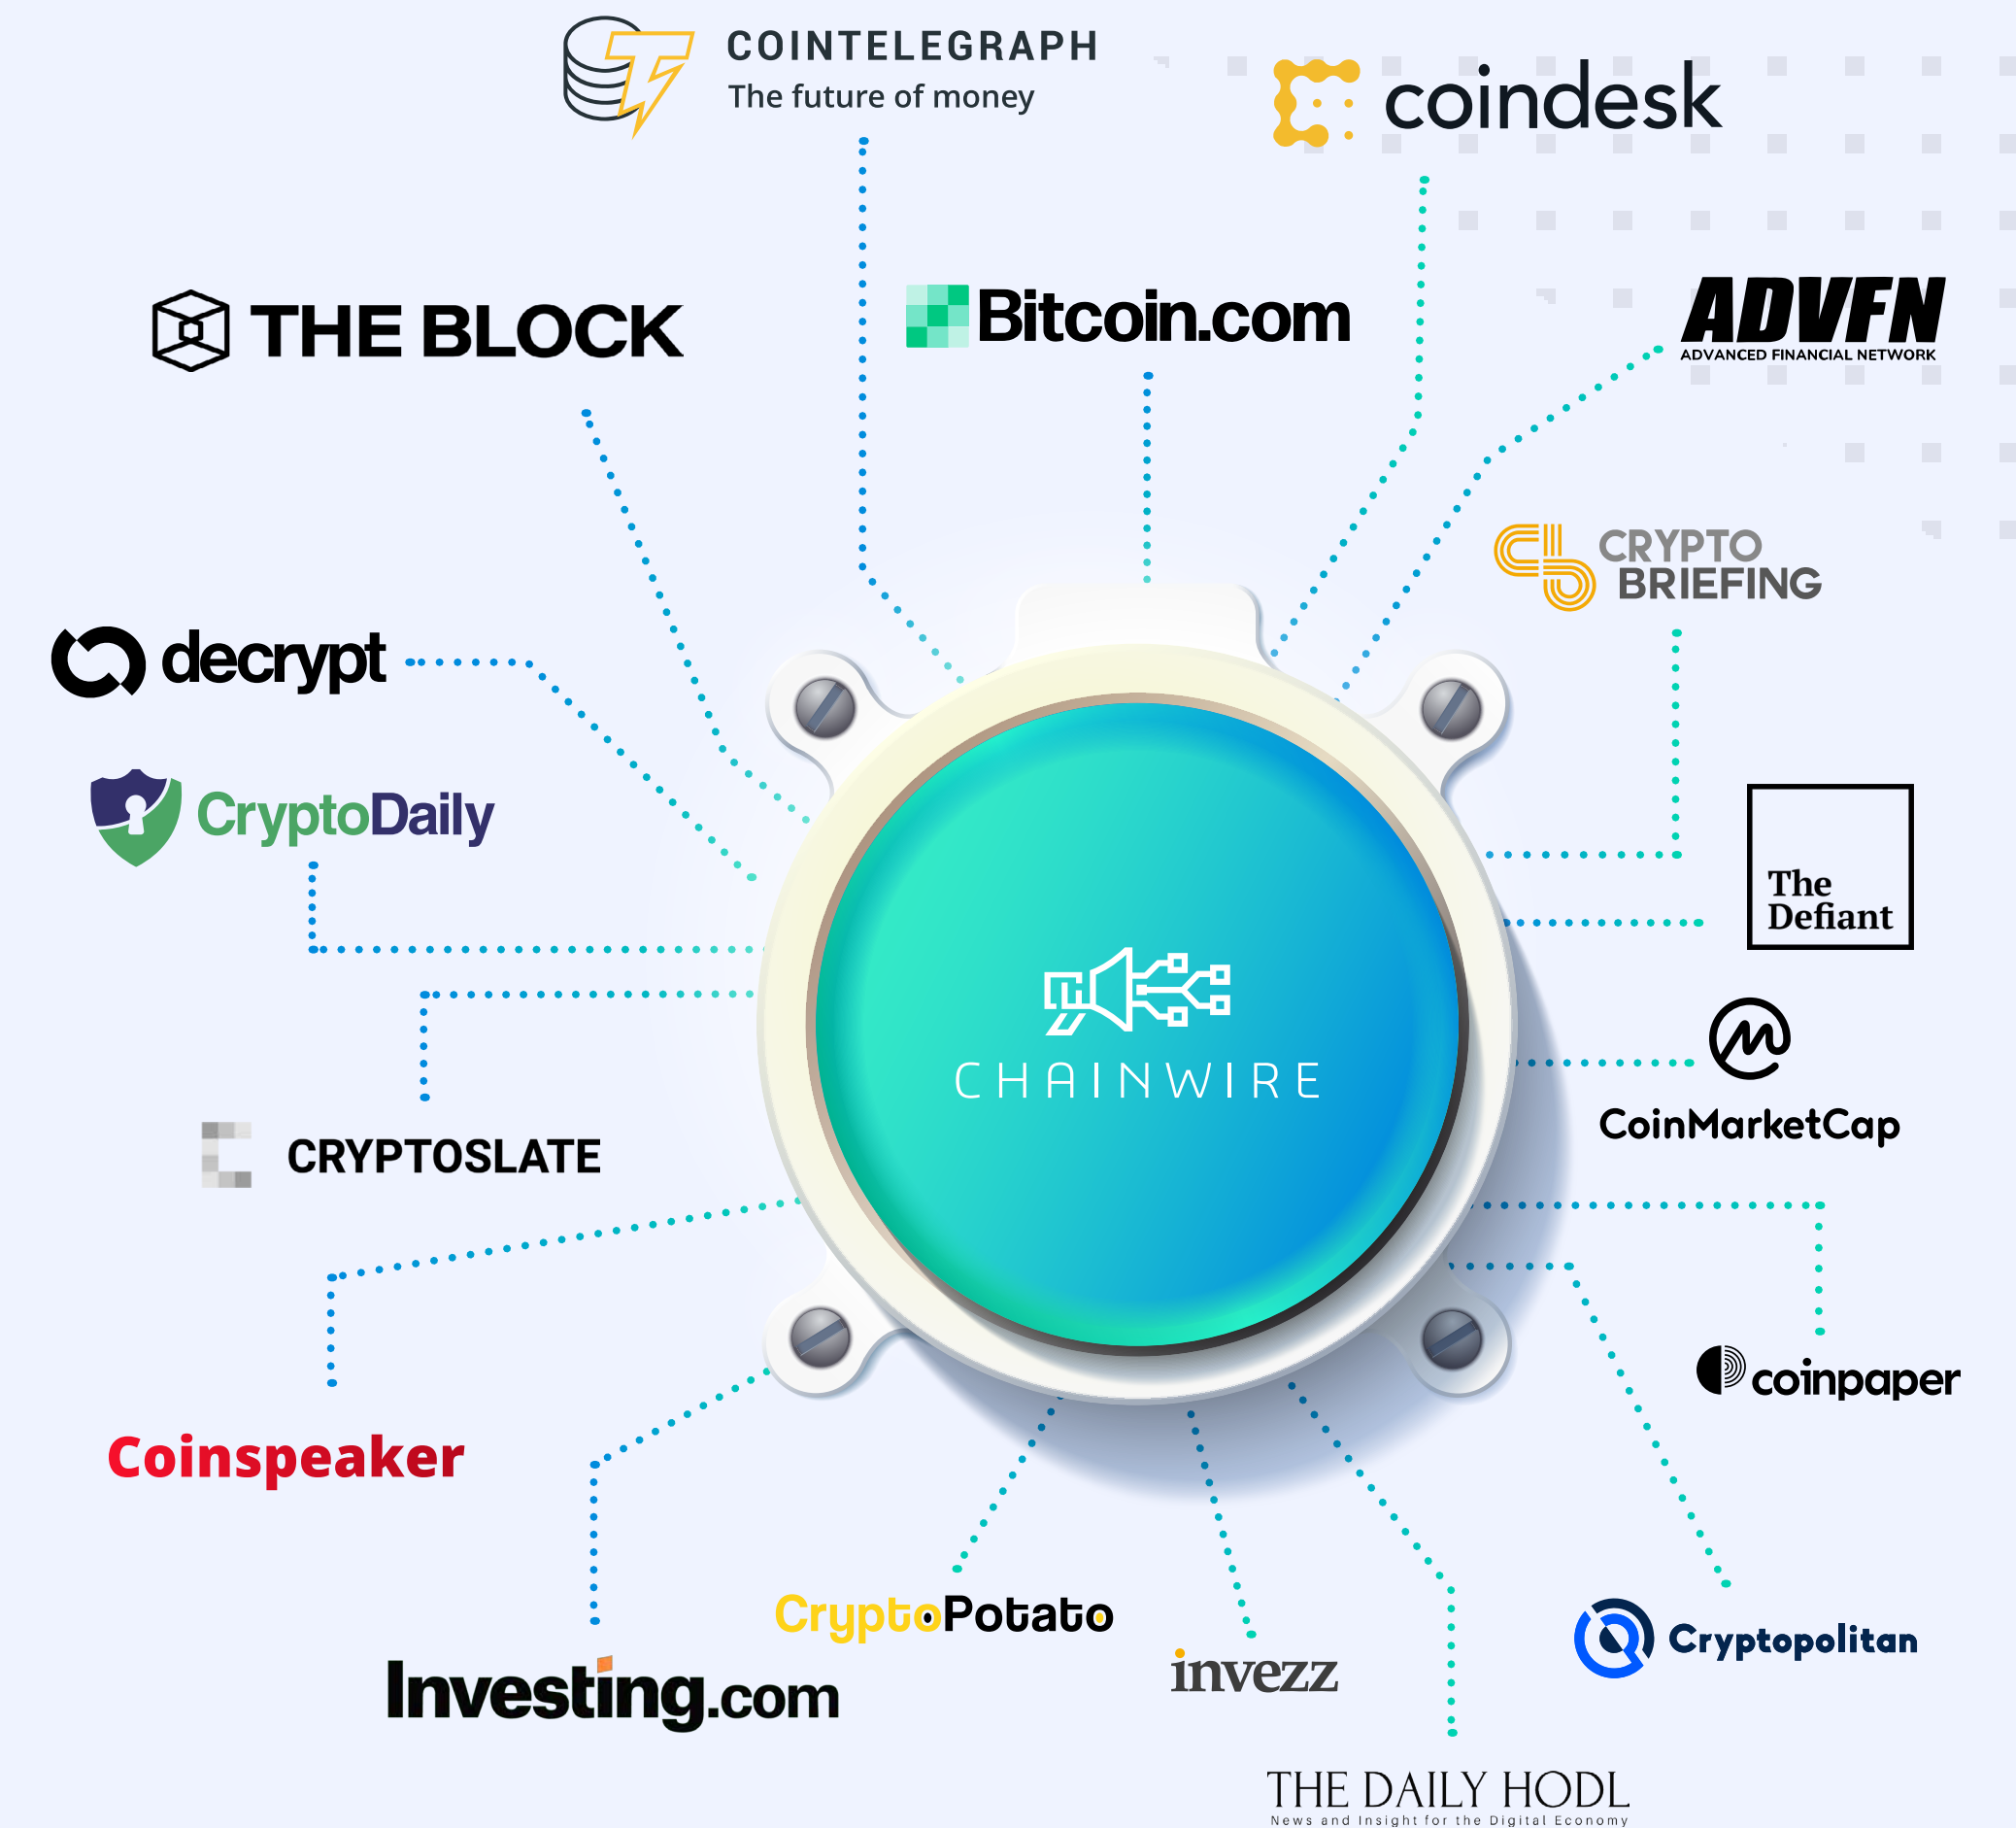 COINTELEGRAPH
The future of money
coindesk
THE BLOCK
Bitcoin.com
ADVFN
ADVANCED FINANCIAL NETWORK
CRYPTO
BRIEFING
decrypt
CryptoDaily
The
Defiant
CHAINWIRE
CoinMarketCap
CRYPTOSLATE
coinpaper
Coinspeaker
CryptoPotato
Cryptopolitan
invezz
Investing.com
THE DAILY HODL
News and Insight for the Digital Economy